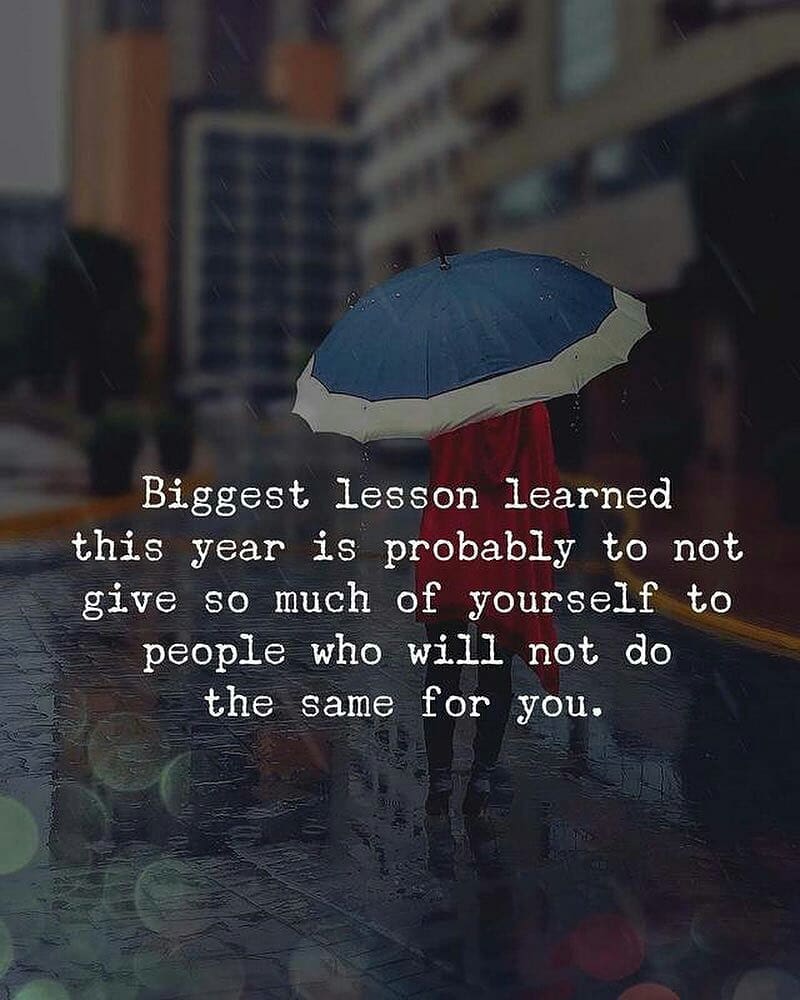 Biggest lesson learned
this year is probably to not
give so much of yourself to
people who will not do
the same for you.